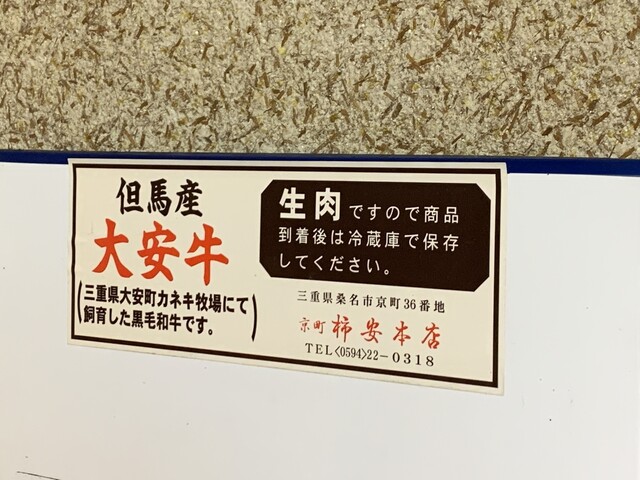 但馬産
大安牛
(三重県大安町カネキ牧場にて
飼育した黒毛和牛です。)
生肉ですので商品
到着後は冷蔵庫で保存
してください。
三重県桑名市京町36番地
京町 柿安本店
TEL〈0594〉22-0318